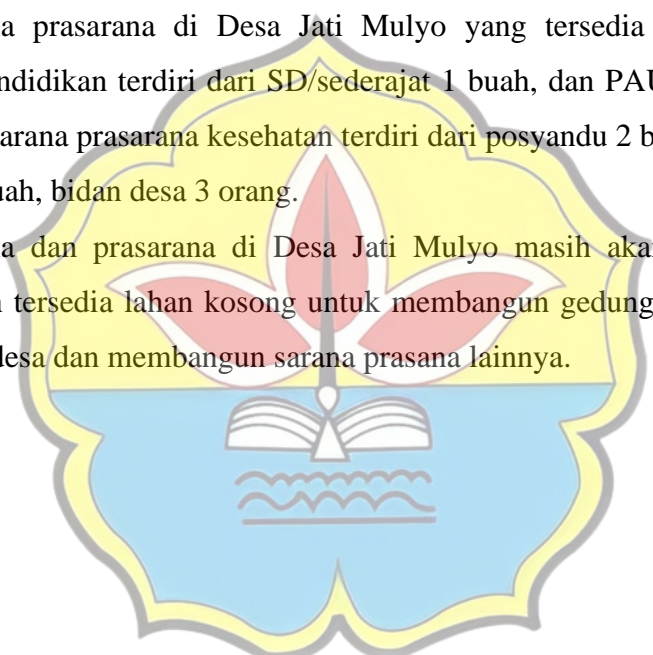 a prasarana di Desa Jati Mulyo yang tersedia
ndidikan terdiri dari SD/sederajat 1 buah, dan PAU
arana prasarana kesehatan terdiri dari posyandu 2 b
uah, bidan desa 3 orang.
a dan prasarana di Desa Jati Mulyo masih aka
tersedia lahan kosong untuk membangun gedung
desa dan membangun sarana prasana lainnya.